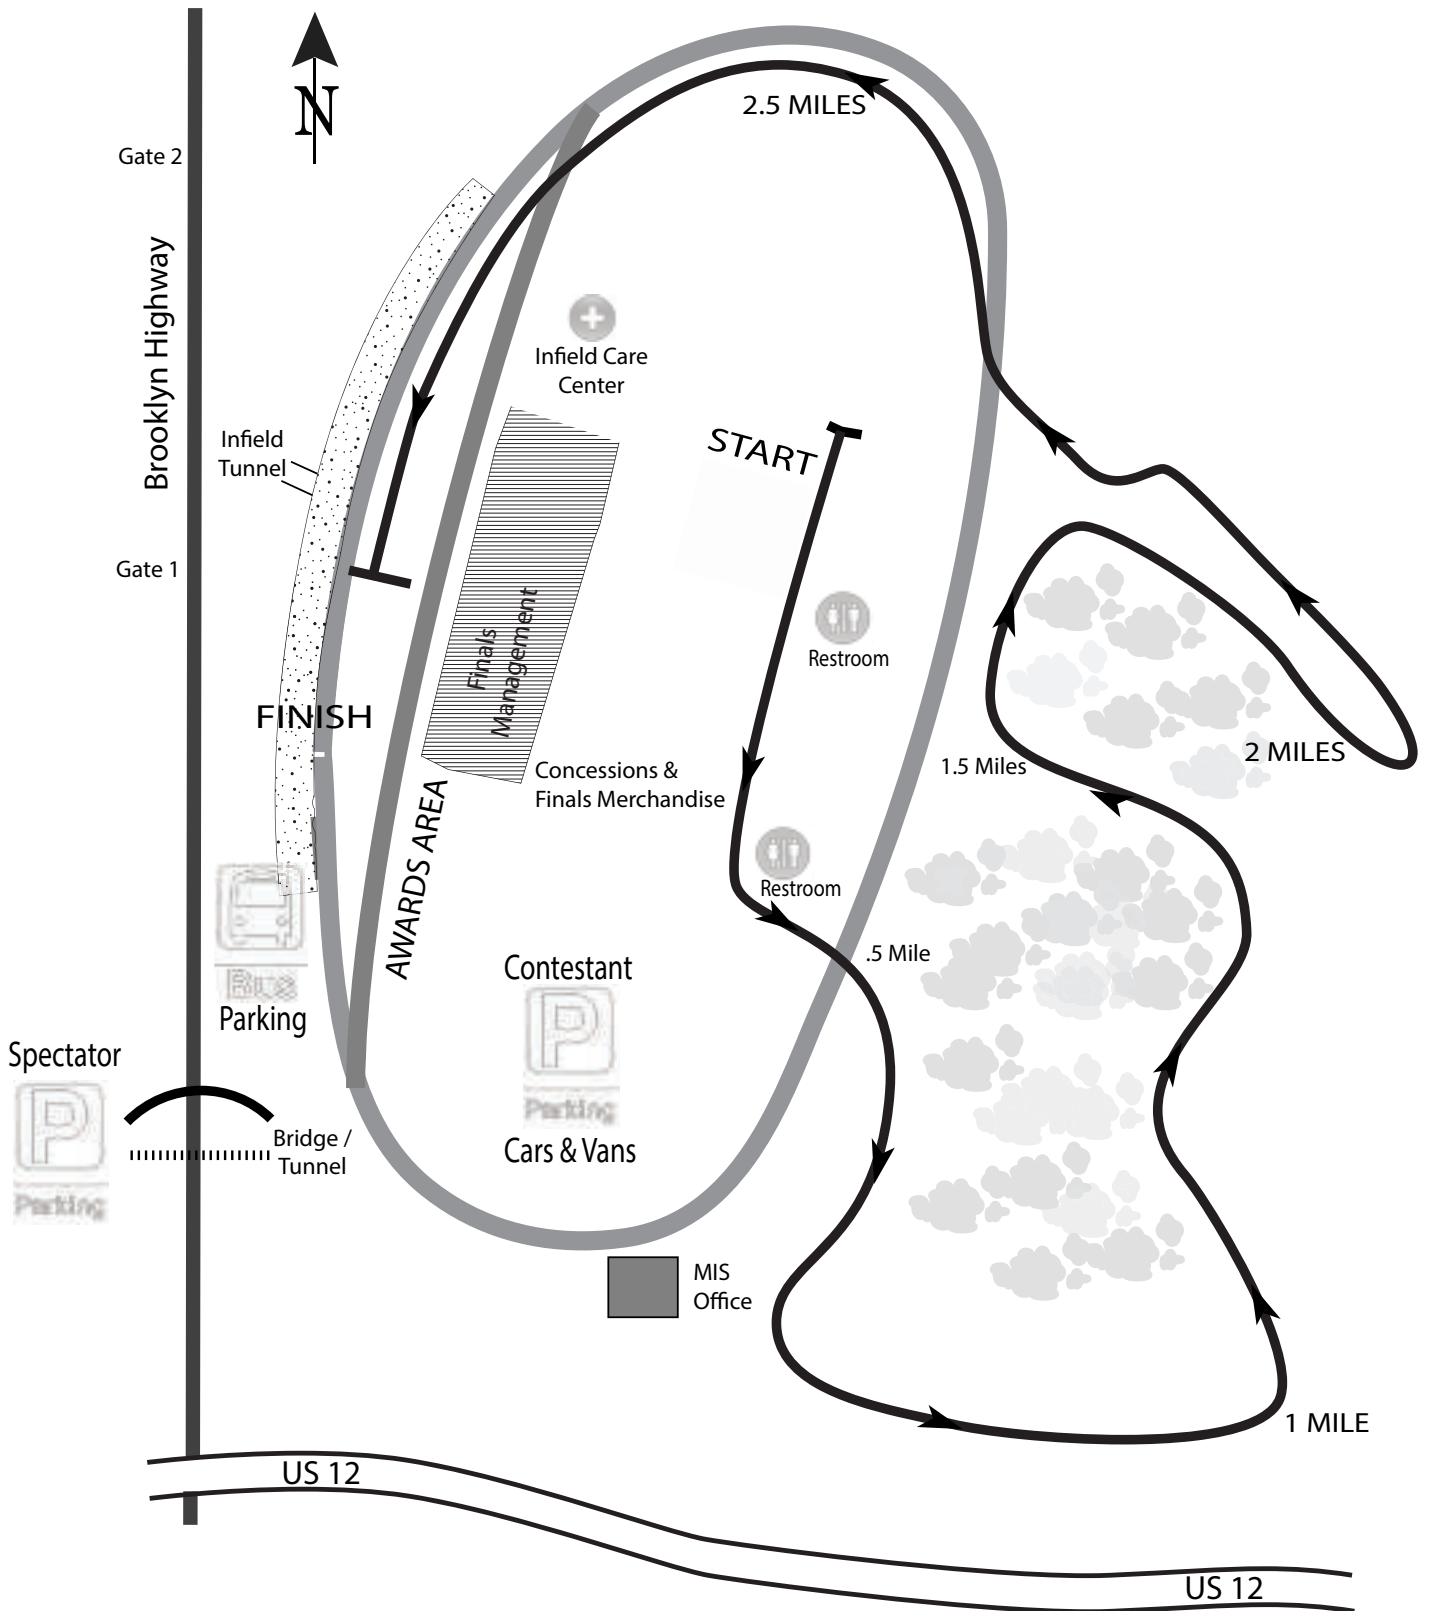 N
2.5 MILES
Gate 2
Brooklyn Highway
Infield Care
Center
Infield
Tunnel
START
Gate 1
Finals
Management
Restroom
FINISH
2 MILES
1.5 Miles
Concessions &
Finals Merchandise
AWARDS AREA
Restroom
.5 Mile
Bus
Parking
Contestant
P
Parking
Cars & Vans
Spectator
P
Parking
Bridge /
Tunnel
MIS
Office
1 MILE
US 12
US 12